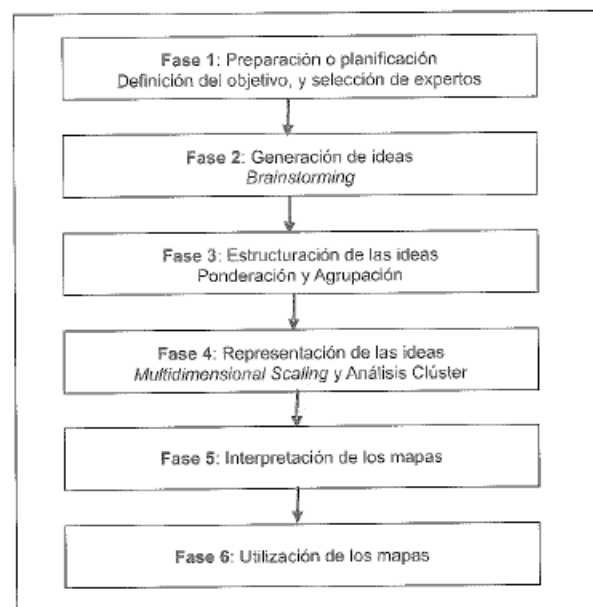 Fase 1: Preparación o planificación
Definición del objetivo, y selección de expertos
Fase 2: Generación de ideas
Brainstorming
Fase 3: Estructuración de las ideas
Ponderación y Agrupación
Fase 4: Representación de las ideas
Multidimensional Scaling y Análisis Clúster
Fase 5: Interpretación de los mapas
Fase 6: Utilización de los mapas